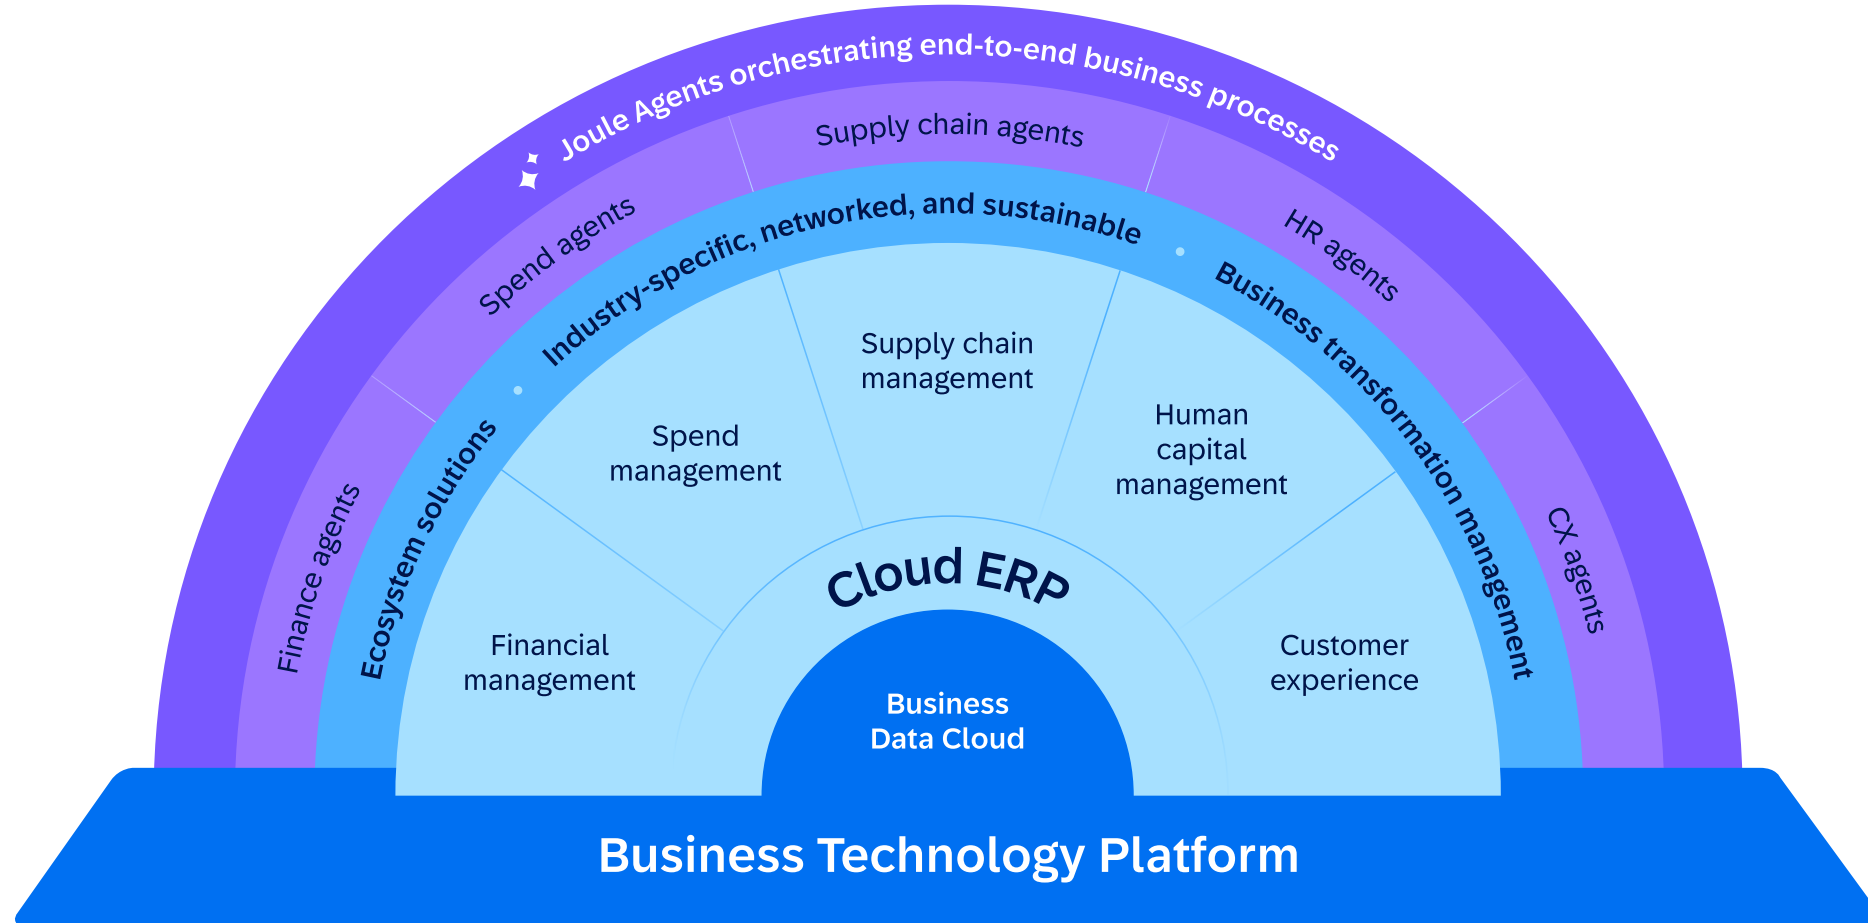 Joule Agents orchestrating end-to-end business processes
Finance agents
Spend agents
Supply chain agents
HR agents
CX agents
Ecosystem solutions • Industry-specific, networked, and sustainable • Business transformation management
Financial
management
Spend
management
Supply chain
management
Human
capital
management
Customer
experience
Cloud ERP
Business
Data Cloud
Business Technology Platform